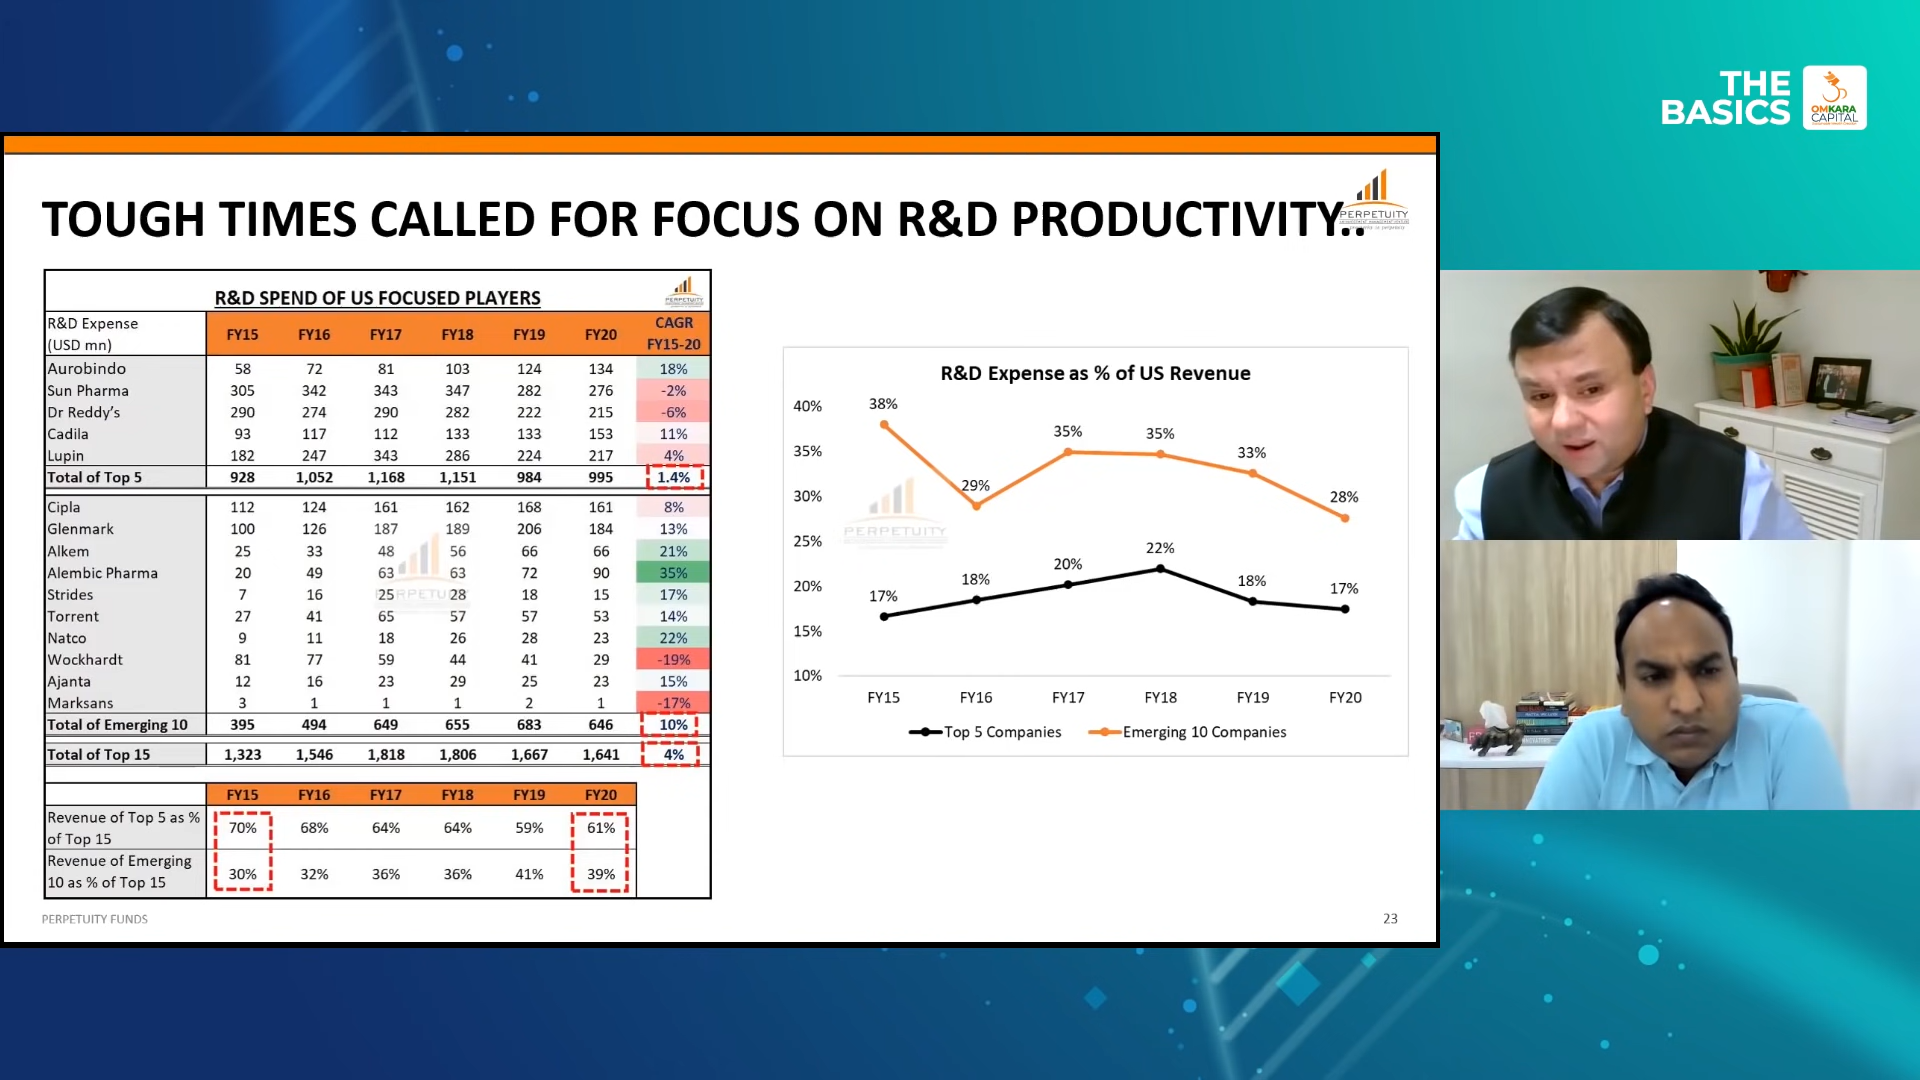 THE
BASICS
OMKARA
CAPITAL
TOUGH TIMES CALLED FOR FOCUS ON R&D PRODUCTIVITY..
PERPETUITY
R&D SPEND OF US FOCUSED PLAYERS
PERPETUITY
R&D Expense (USD mn) FY15 FY16 FY17 FY18 FY19 FY20 CAGR FY15-20
Aurobindo 58 72 81 103 124 134 18%
Sun Pharma 305 342 343 347 282 276 -2%
Dr Reddy's 290 274 290 282 222 215 -6%
Cadila 93 117 112 133 133 153 11%
Lupin 182 247 343 286 224 217 4%
Total of Top 5 928 1,052 1,168 1,151 984 995 1.4%
Cipla 112 124 161 162 168 161 8%
Glenmark 100 126 187 189 206 184 13%
Alkem 25 33 48 56 66 66 21%
Alembic Pharma 20 49 63 63 72 90 35%
Strides 7 16 25 28 18 15 17%
Torrent 27 41 65 57 57 53 14%
Natco 9 11 18 26 28 23 22%
Wockhardt 81 77 59 44 41 29 -19%
Ajanta 12 16 23 29 25 23 15%
Marksans 3 1 1 1 2 1 -17%
Total of Emerging 10 395 494 649 655 683 646 10%
Total of Top 15 1,323 1,546 1,818 1,806 1,667 1,641 4%
FY15 FY16 FY17 FY18 FY19 FY20
Revenue of Top 5 as % of Top 15 70% 68% 64% 64% 59% 61%
Revenue of Emerging 10 as % of Top 15 30% 32% 36% 36% 41% 39%
R&D Expense as % of US Revenue
40%
35%
30%
25%
20%
15%
10%
38% 29% 35% 35% 33% 28%
17% 18% 20% 22% 18% 17%
PERPETUITY
FY15 FY16 FY17 FY18 FY19 FY20
Top 5 Companies Emerging 10 Companies
PERPETUITY FUNDS
23